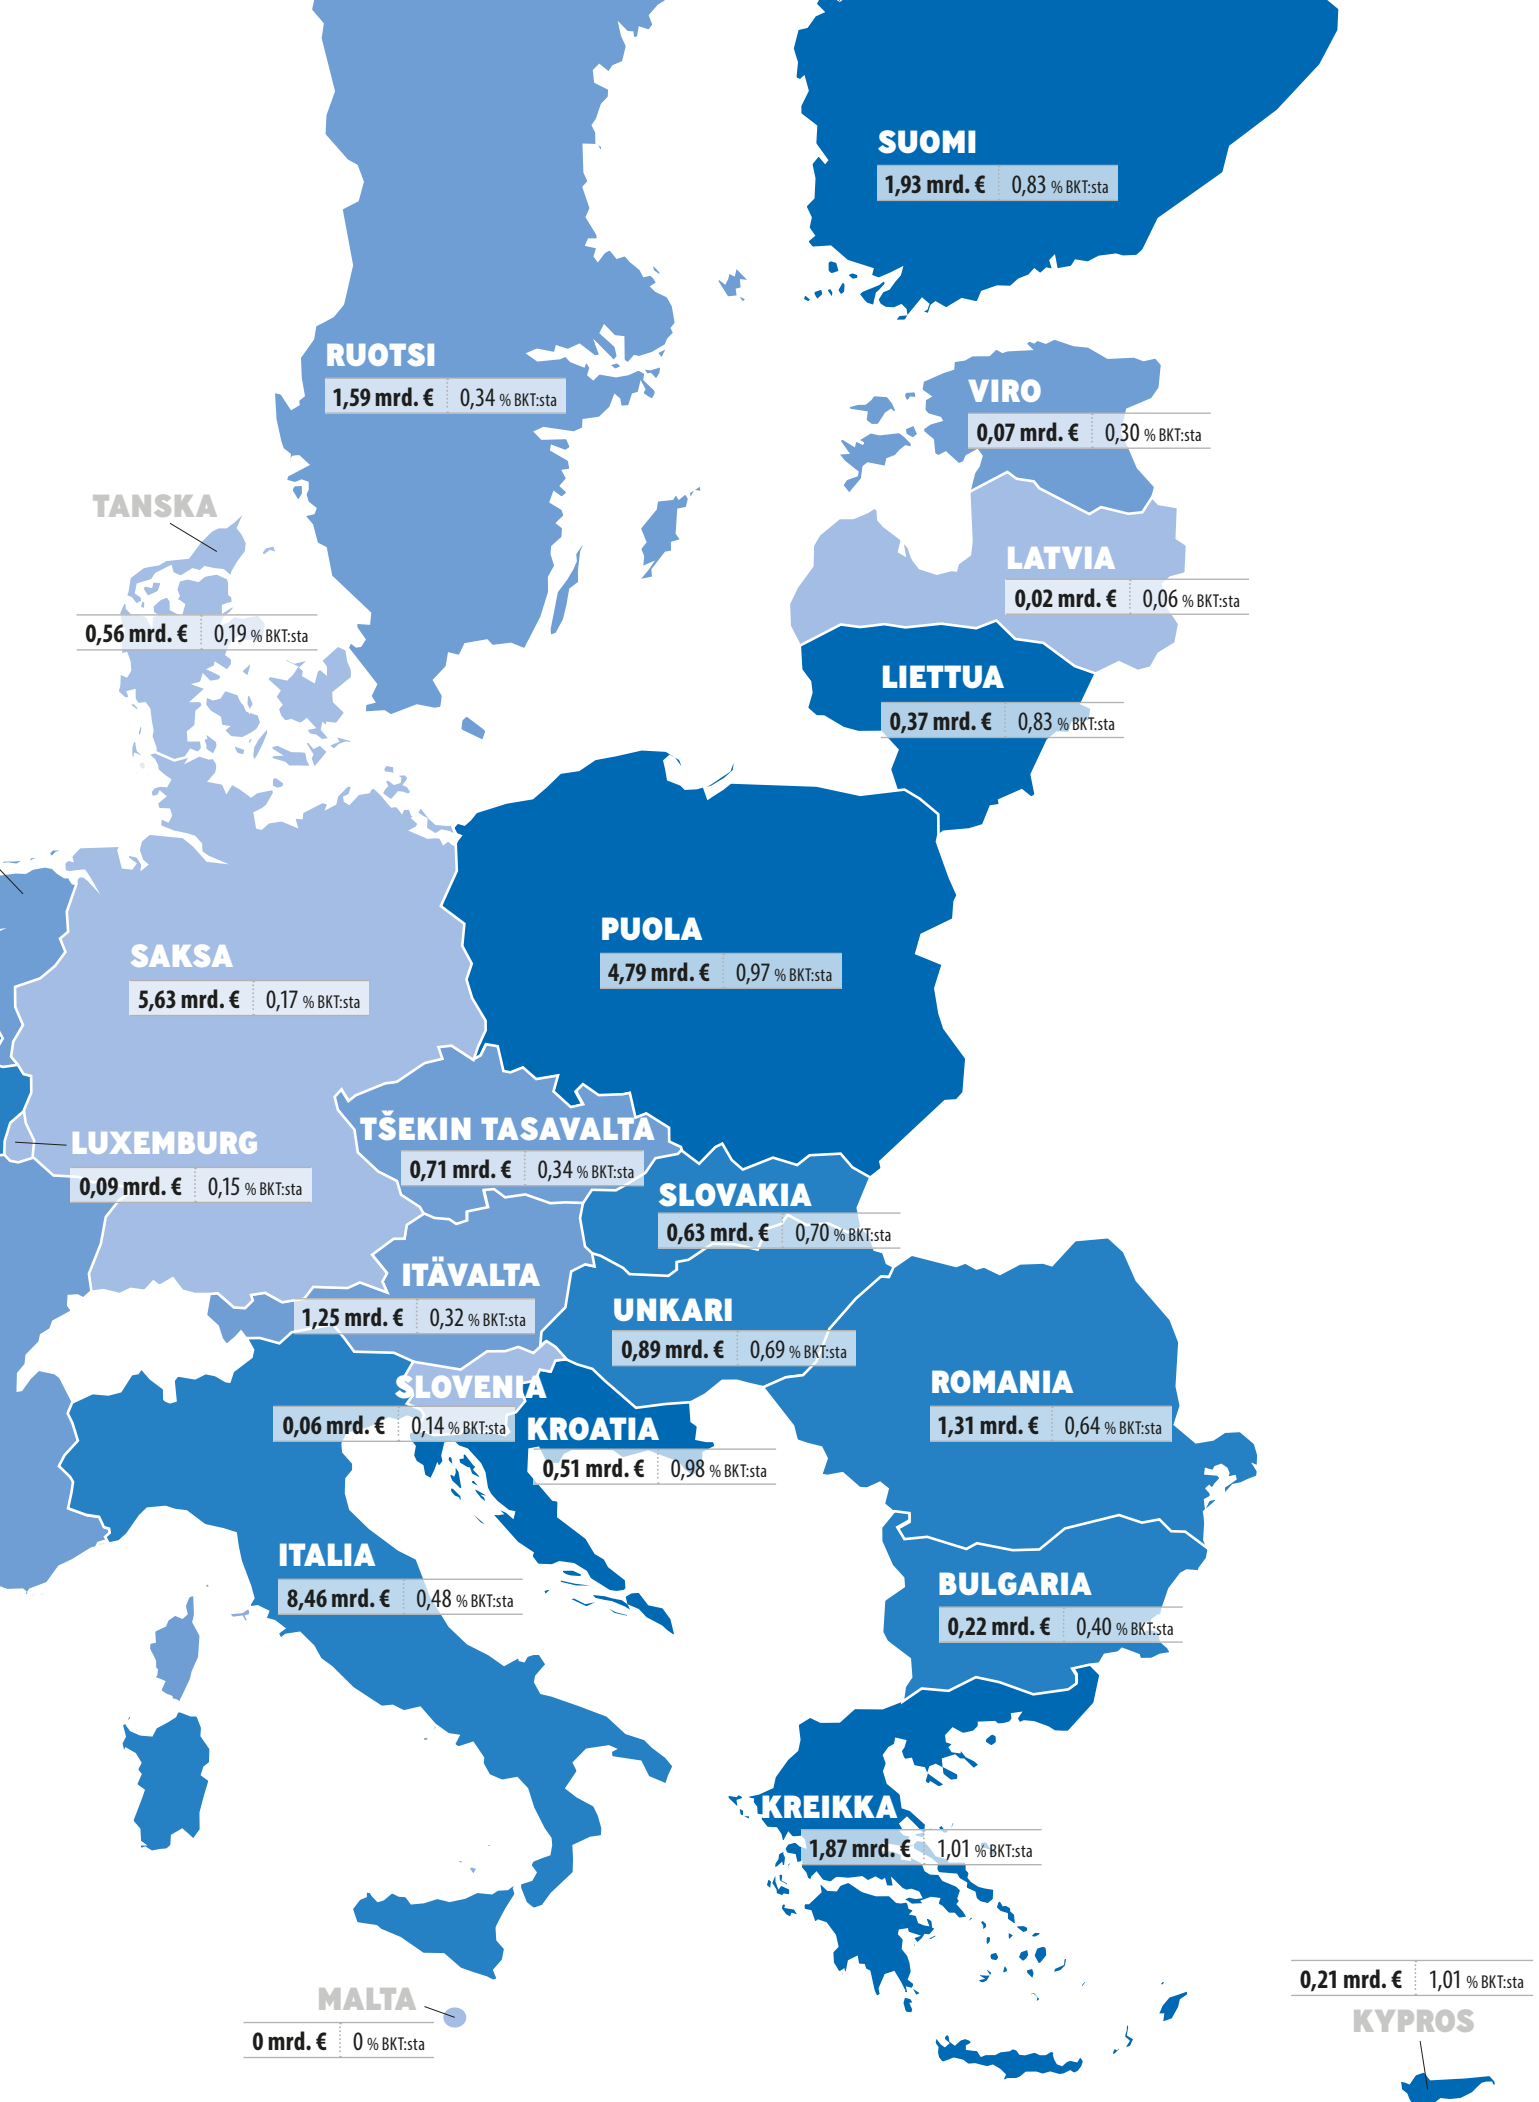 SUOMI
1,93 mrd. € 0,83 % BKT:sta
RUOTSI
1,59 mrd. € 0,34 % BKT:sta
VIRO
0,07 mrd. € 0,30 % BKT:sta
TANSKA
0,56 mrd. € 0,19 % BKT:sta
LATVIA
0,02 mrd. € 0,06 % BKT:sta
LIETTUA
0,37 mrd. € 0,83 % BKT:sta
PUOLA
4,79 mrd. € 0,97 % BKT:sta
SAKSA
5,63 mrd. € 0,17 % BKT:sta
TŠEKIN TASAVALTA
0,71 mrd. € 0,34 % BKT:sta
LUXEMBURG
0,09 mrd. € 0,15 % BKT:sta
SLOVAKIA
0,63 mrd. € 0,70 % BKT:sta
ITÄVALTA
1,25 mrd. € 0,32 % BKT:sta
UNKARI
0,89 mrd. € 0,69 % BKT:sta
ROMANIA
1,31 mrd. € 0,64 % BKT:sta
SLOVENIA
0,06 mrd. € 0,14 % BKT:sta
KROATIA
0,51 mrd. € 0,98 % BKT:sta
ITALIA
8,46 mrd. € 0,48 % BKT:sta
BULGARIA
0,22 mrd. € 0,40 % BKT:sta
KREIKKA
1,87 mrd. € 1,01 % BKT:sta
MALTA
0 mrd. € 0 % BKT:sta
0,21 mrd. € 1,01 % BKT:sta
KYPROS